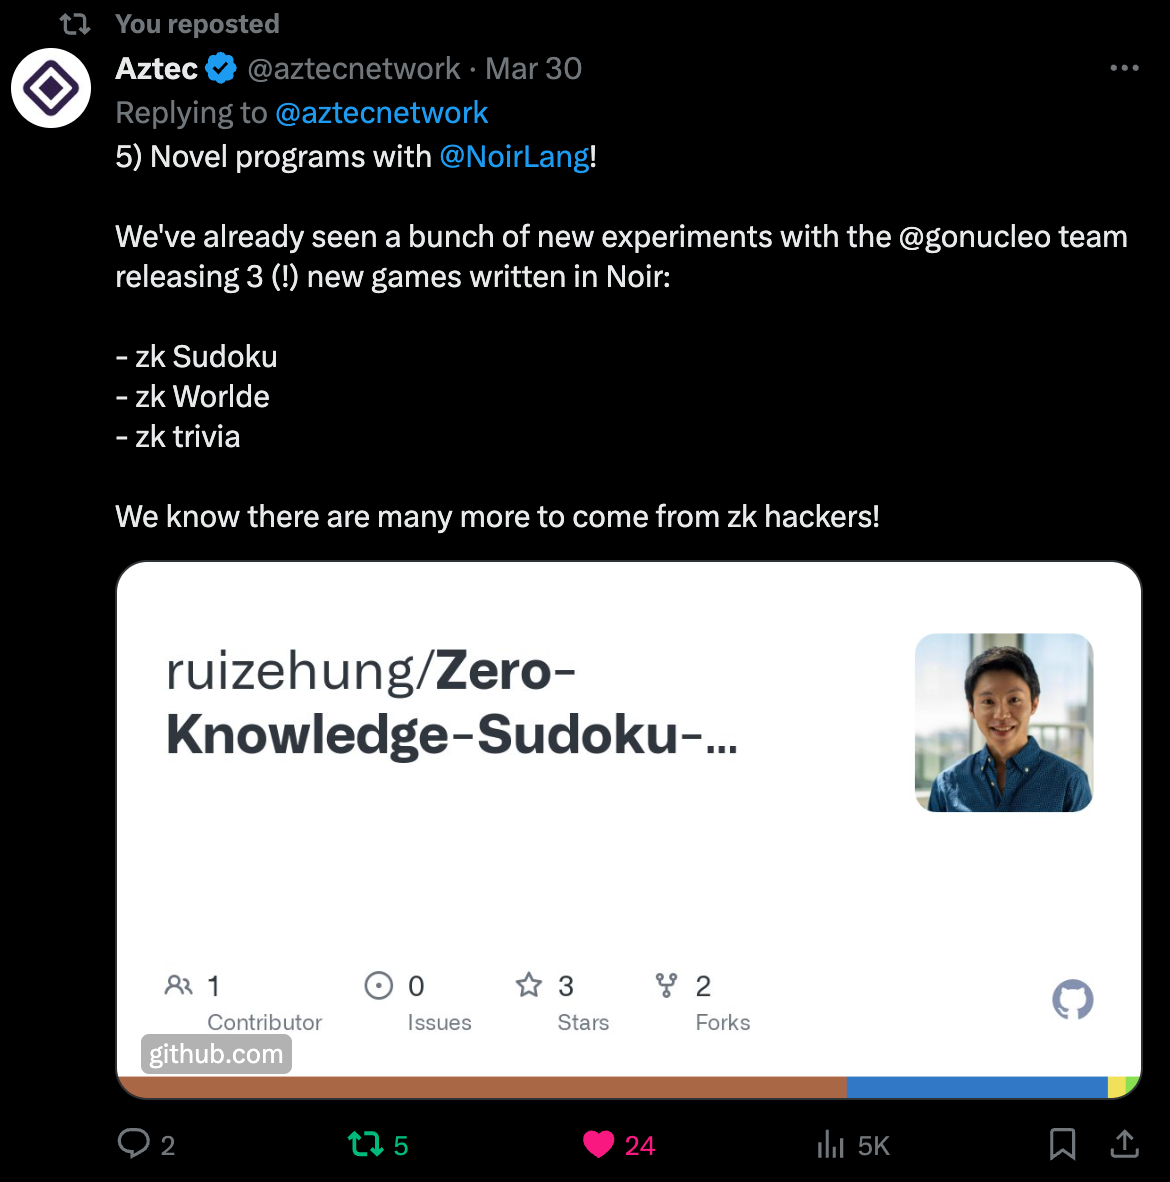 You reposted
Aztec @aztecnetwork · Mar 30
Replying to @aztecnetwork
5) Novel programs with @NoirLang!
We've already seen a bunch of new experiments with the @gonucleo team
releasing 3 (!) new games written in Noir:
- zk Sudoku
- zk Worlde
- zk trivia
We know there are many more to come from zk hackers!
ruizehung/Zero-
Knowledge-Sudoku-...
1 0 3 2
Contributor Issues Stars Forks
github.com
2 5 24 5K